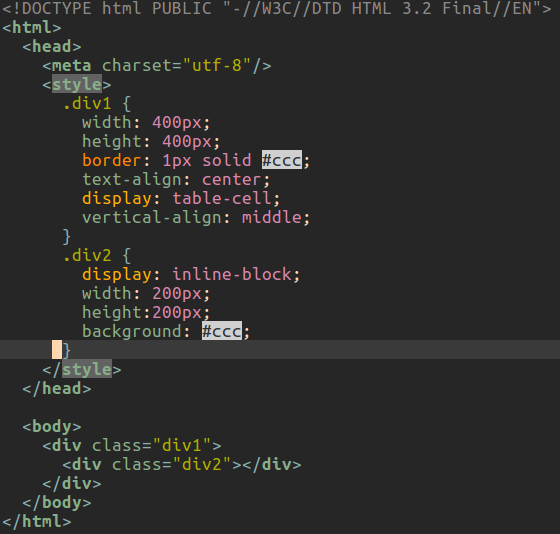 <!DOCTYPE html PUBLIC "-//W3C//DTD HTML 3.2 Final//EN">
<html>
  <head>
    <meta charset="utf-8"/>
    <style>
      .div1 {
        width: 400px;
        height: 400px;
        border: 1px solid #ccc;
        text-align: center;
        display: table-cell;
        vertical-align: middle;
      }
      .div2 {
        display: inline-block;
        width: 200px;
        height:200px;
        background: #ccc;
      }
    </style>
  </head>

  <body>
    <div class="div1">
      <div class="div2"></div>
    </div>
  </body>
</html>